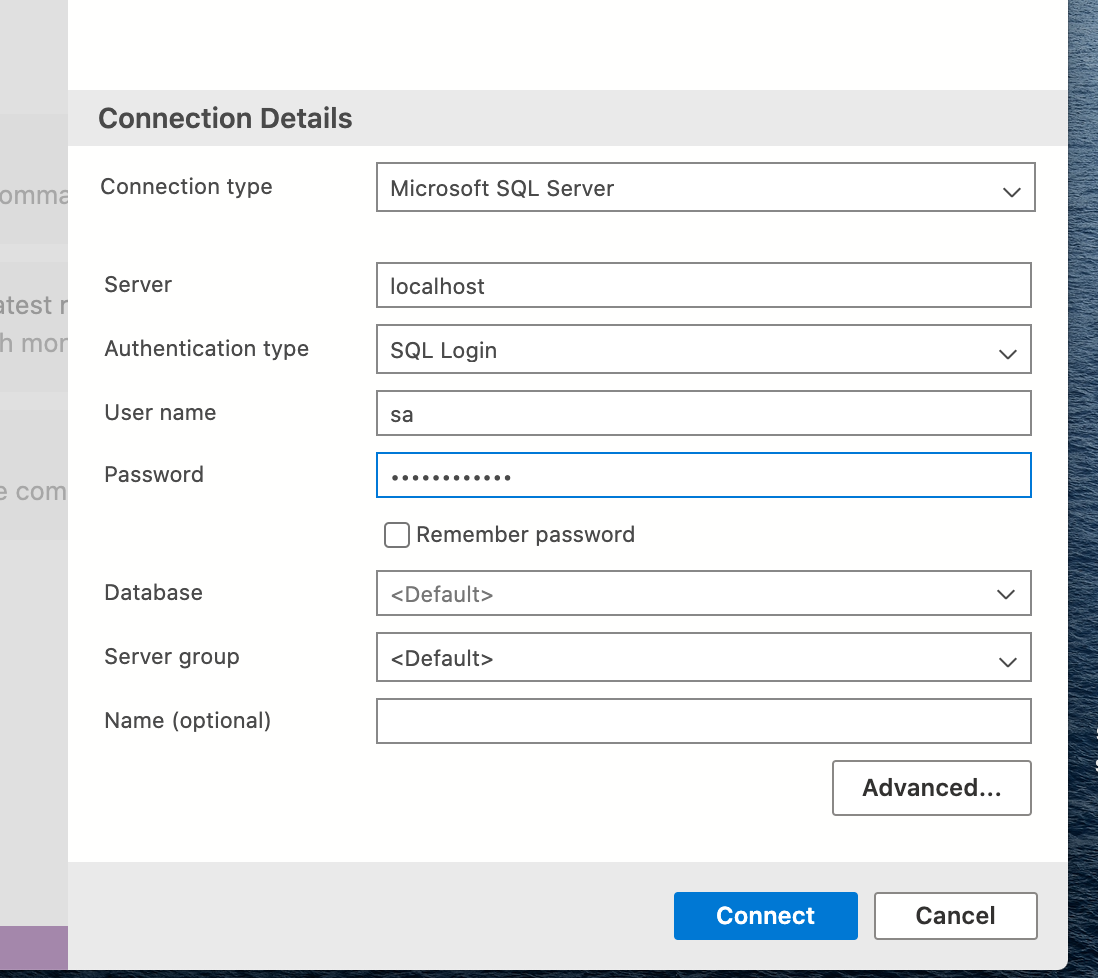 Connection Details
Connection type
Microsoft SQL Server
omma
Server
localhost
atest r
h mor
Authentication type
SQL Login
User name
sa
Password
••••••••••••
e com
Remember password
Database
<Default>
Server group
<Default>
Name (optional)
Advanced...
Connect
Cancel